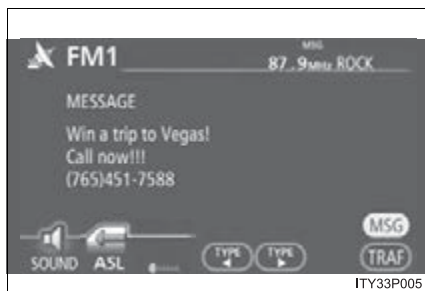 FM1
MSG
87.9MHz ROCK
MESSAGE
Win a trip to Vegas!
Call now!!!
(765)451-7588
MSG
SOUND ASL
TYPE TYPE
TRAF
ITY33P005